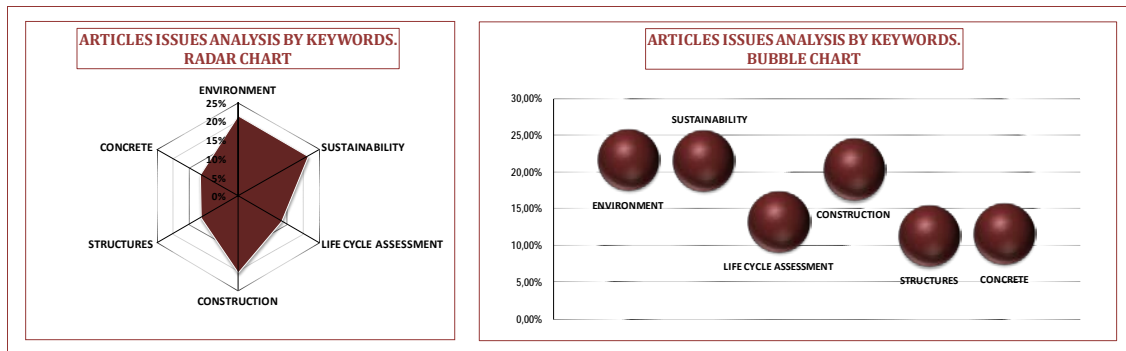 ARTICLES ISSUES ANALYSIS BY KEYWORDS.
RADAR CHART
ENVIRONMENT
25%
20%
15%
10%
5%
0%
CONCRETE
SUSTAINABILITY
STRUCTURES
LIFE CYCLE ASSESSMENT
CONSTRUCTION
ARTICLES ISSUES ANALYSIS BY KEYWORDS.
BUBBLE CHART
30,00%
25,00%
20,00%
15,00%
10,00%
5,00%
0,00%
SUSTAINABILITY
ENVIRONMENT
CONSTRUCTION
LIFE CYCLE ASSESSMENT
STRUCTURES
CONCRETE